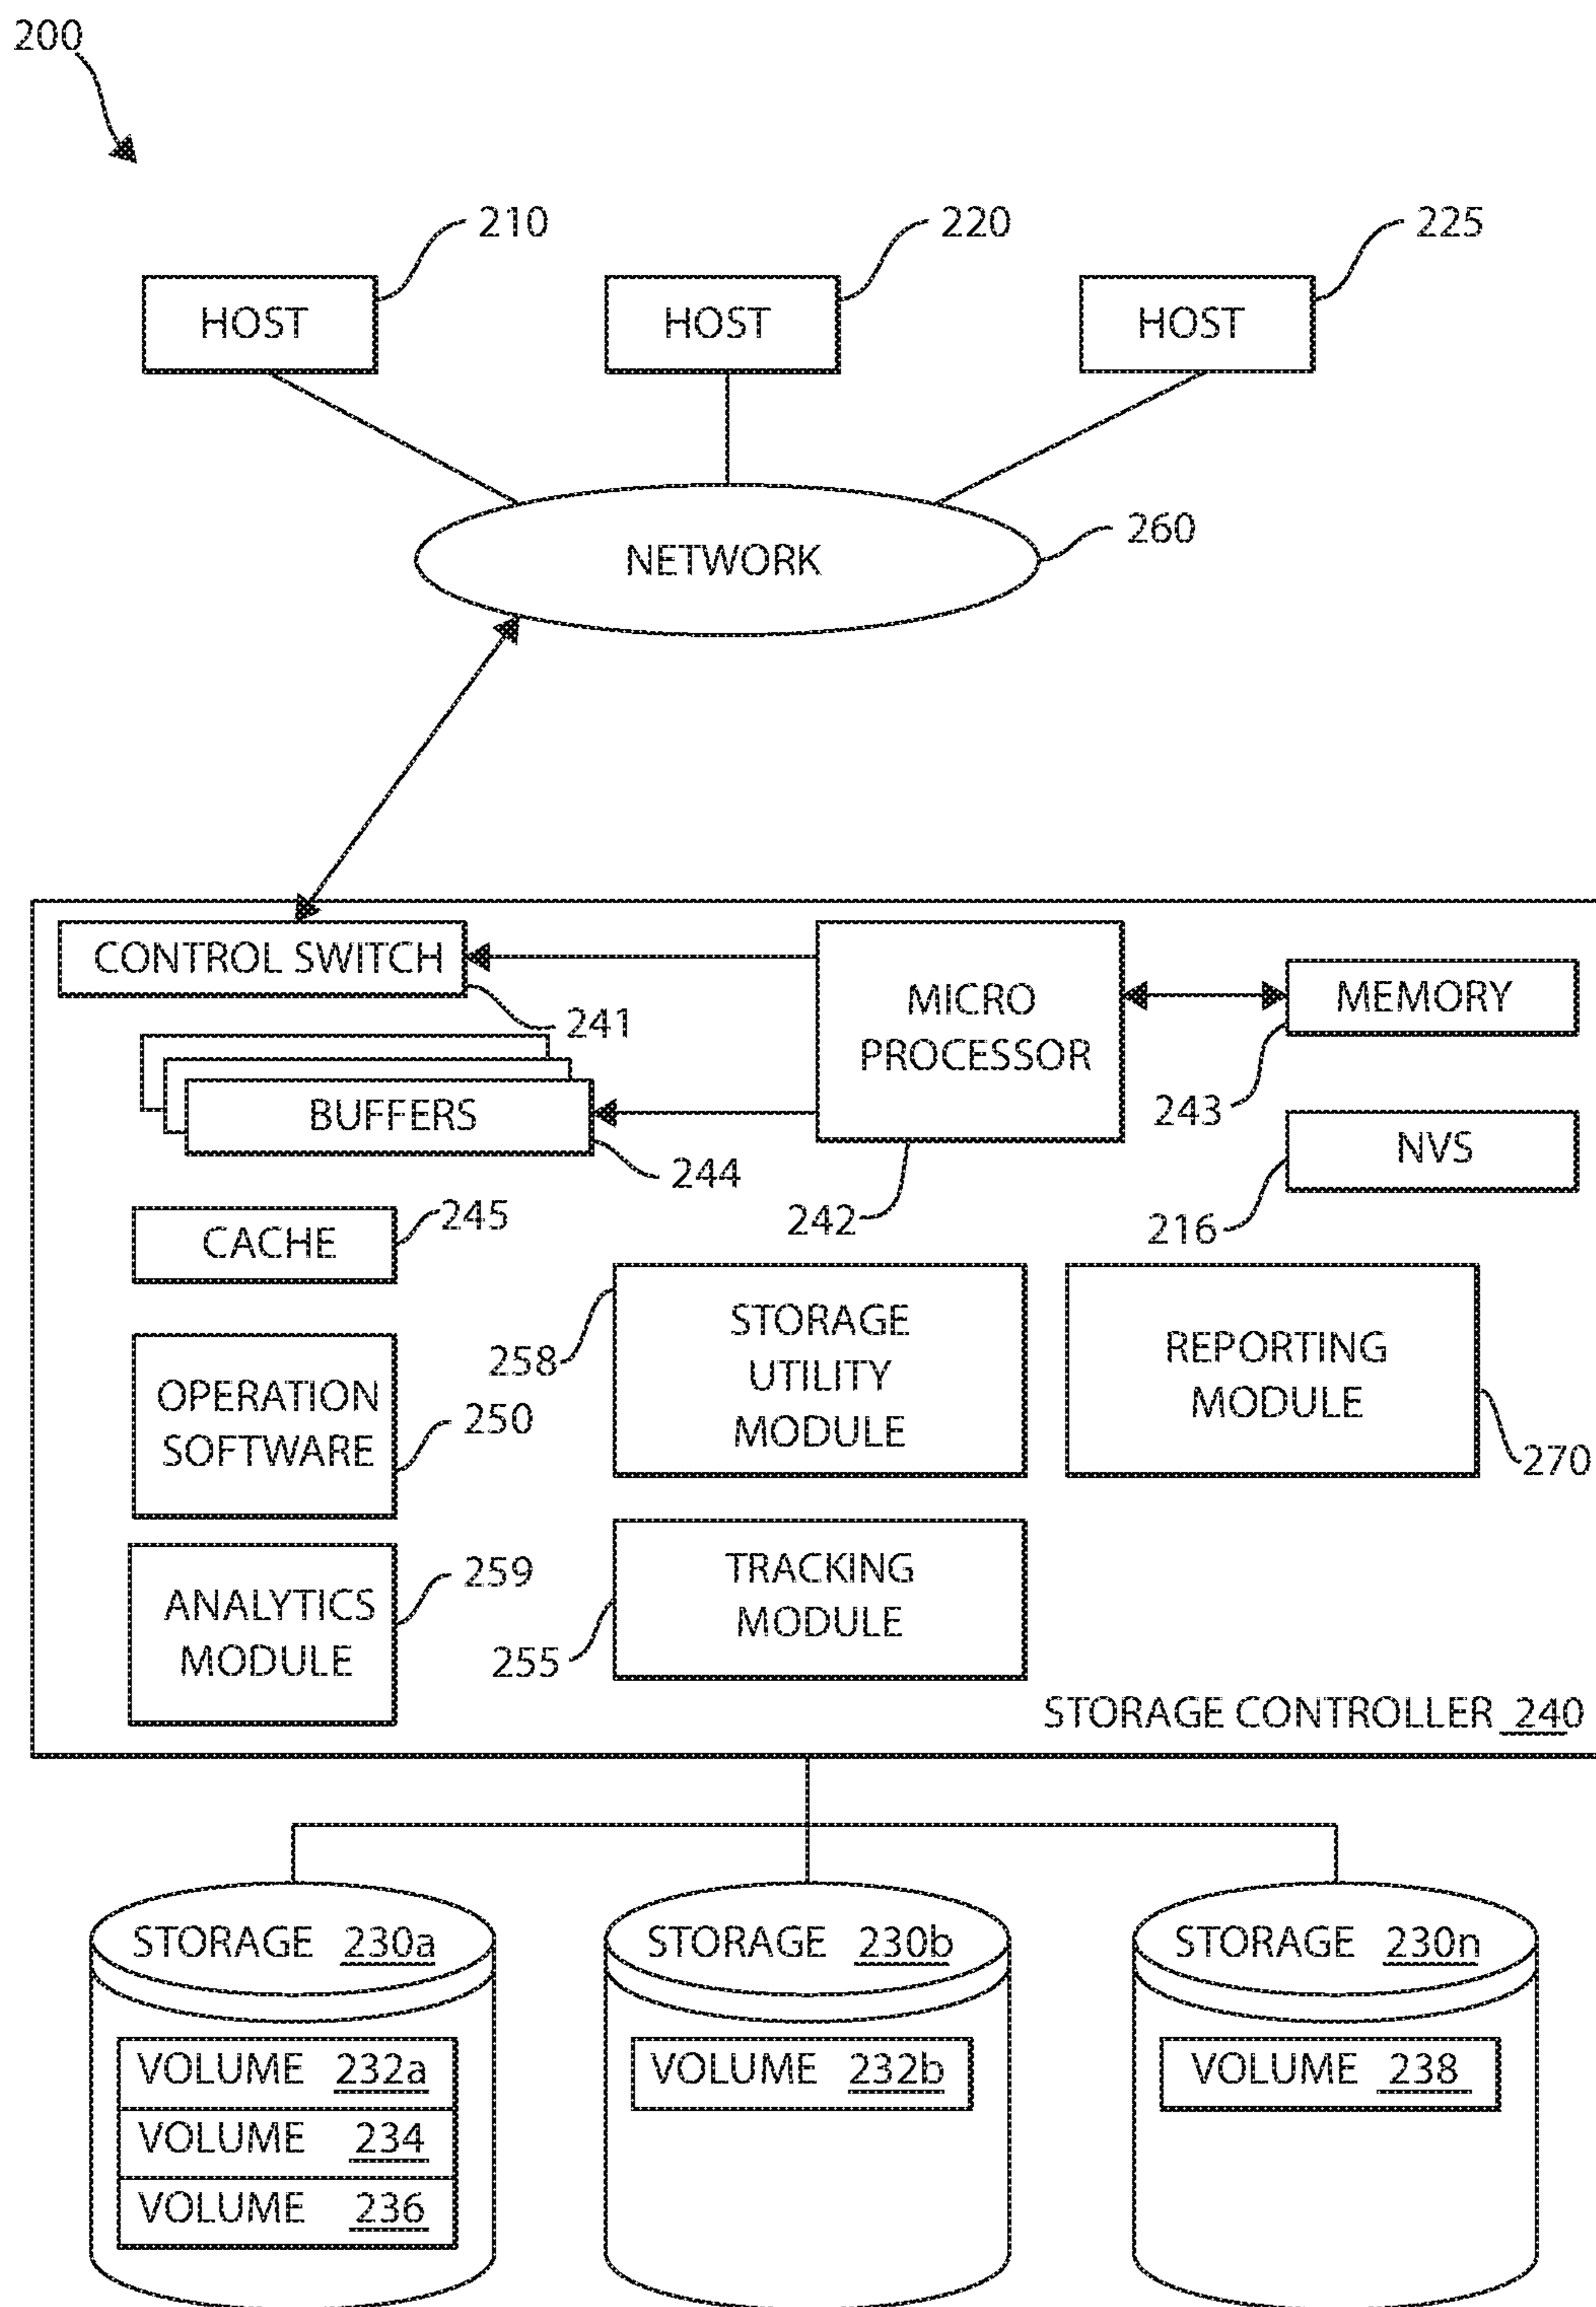 200
210
220
225
HOST
HOST
HOST
260
NETWORK
CONTROL SWITCH
241
MICRO
PROCESSOR
MEMORY
243
BUFFERS
244
242
NVS
216
CACHE
245
258
STORAGE
UTILITY
MODULE
REPORTING
MODULE
270
OPERATION
SOFTWARE
250
ANALYTICS
MODULE
259
TRACKING
MODULE
255
STORAGE CONTROLLER 240
STORAGE 230a
VOLUME 232a
VOLUME 234
VOLUME 236
STORAGE 230b
VOLUME 232b
STORAGE 230n
VOLUME 238